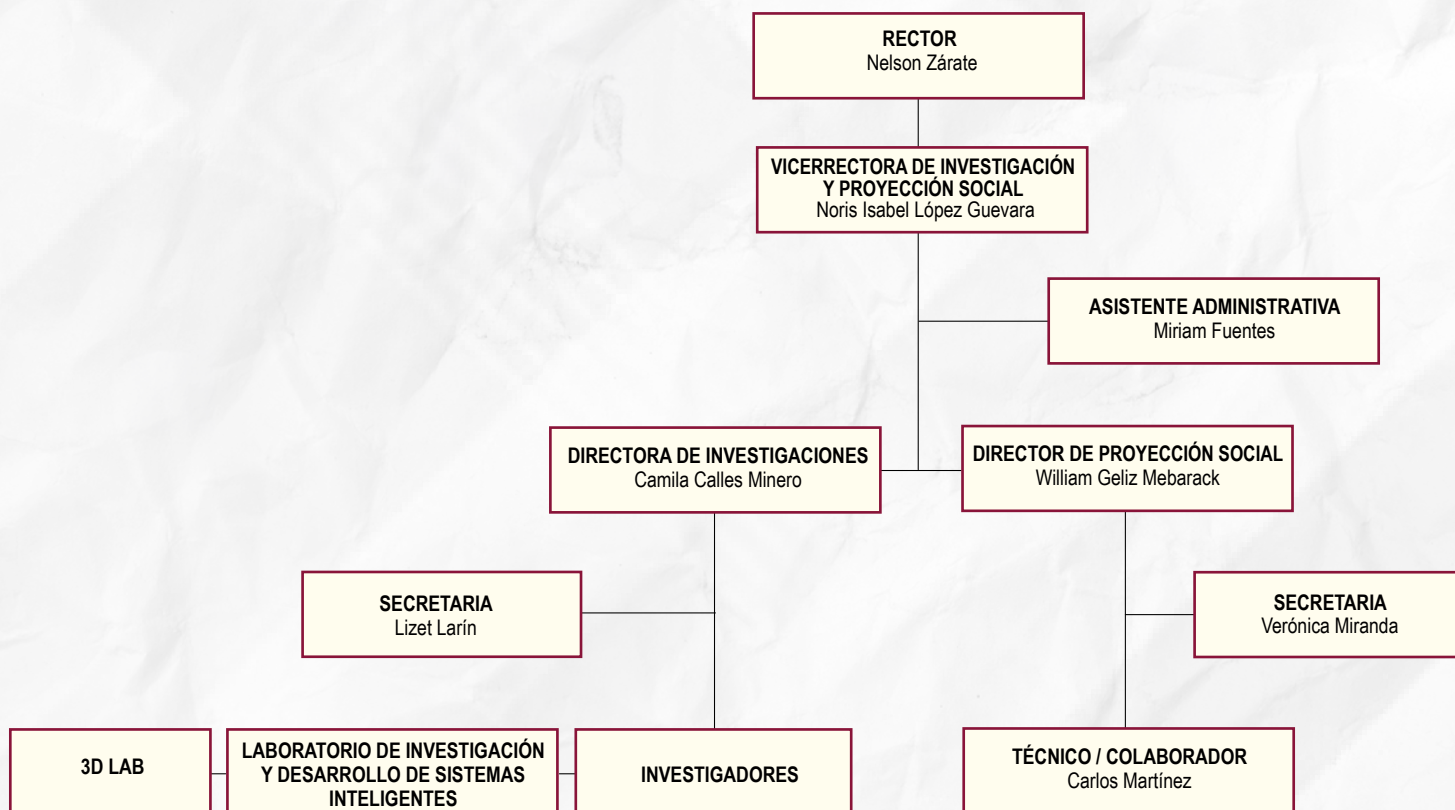 RECTOR
Nelson Zárate
VICERRECTORA DE INVESTIGACIÓN
Y PROYECCIÓN SOCIAL
Noris Isabel López Guevara
ASISTENTE ADMINISTRATIVA
Miriam Fuentes
DIRECTORA DE INVESTIGACIONES
Camila Calles Minero
DIRECTOR DE PROYECCIÓN SOCIAL
William Geliz Mebarack
SECRETARIA
Lizet Larín
SECRETARIA
Verónica Miranda
3D LAB
LABORATORIO DE INVESTIGACIÓN
Y DESARROLLO DE SISTEMAS
INTELIGENTES
INVESTIGADORES
TÉCNICO / COLABORADOR
Carlos Martínez